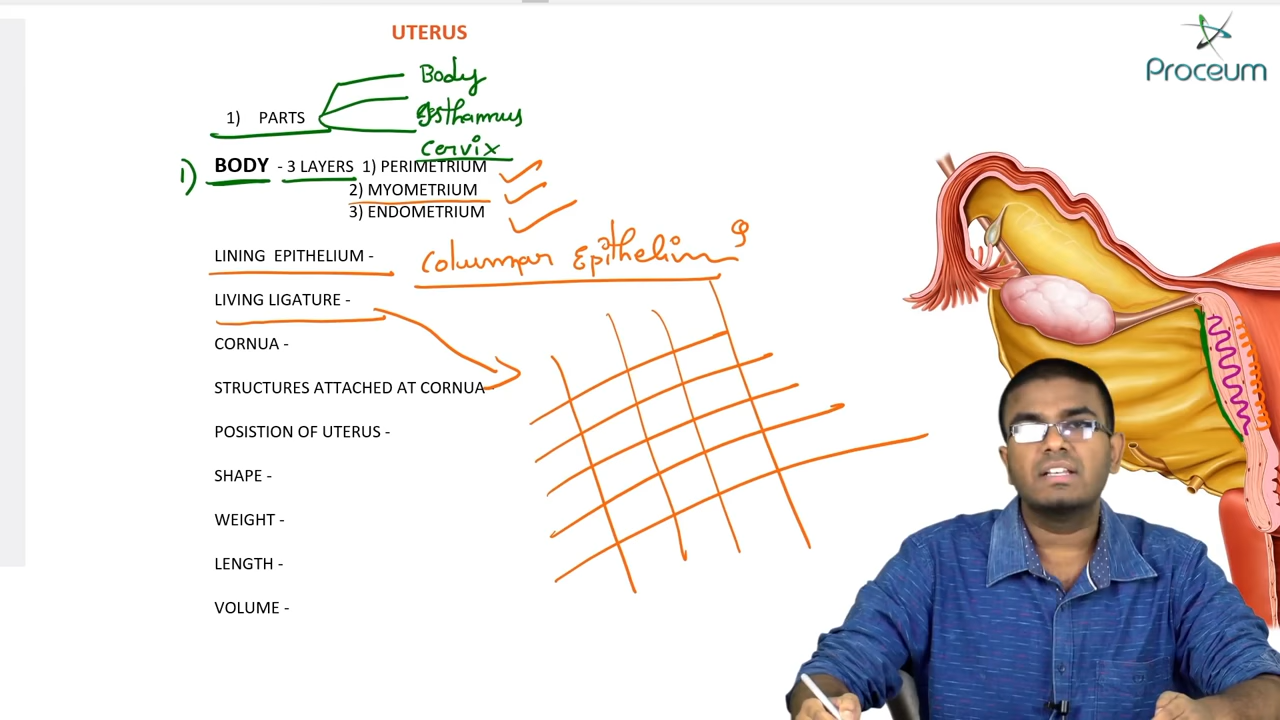 UTERUS
Proceum
Body
1) PARTS
Isthamus
Cervix
1) BODY - 3 LAYERS 1) PERIMETRIUM
2) MYOMETRIUM
3) ENDOMETRIUM
LINING EPITHELIUM - Columnar Epithelium
LIVING LIGATURE -
CORNUA -
STRUCTURES ATTACHED AT CORNUA -
POSISTION OF UTERUS -
SHAPE -
WEIGHT -
LENGTH -
VOLUME -